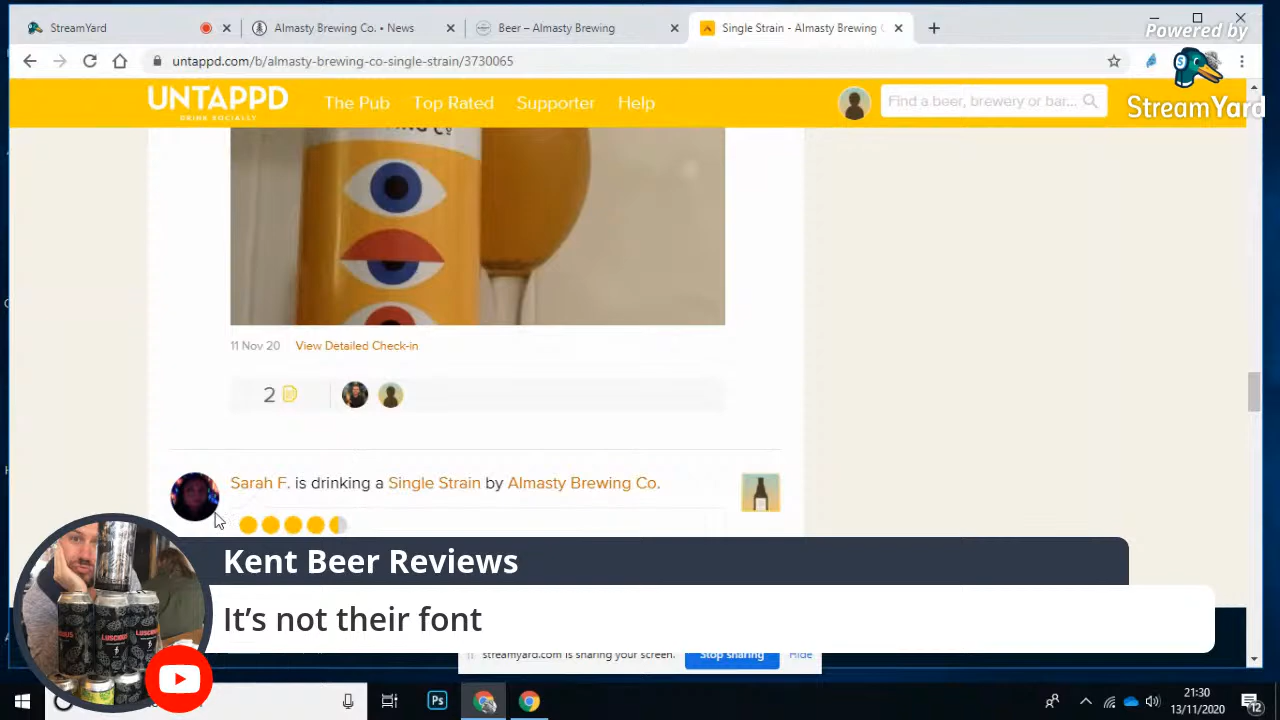 StreamYard
Almasty Brewing Co. • News
Beer – Almasty Brewing
Single Strain - Almasty Brewing
Powered by
StreamYard
untappd.com/b/almasty-brewing-co-single-strain/3730065
UNTAPPD
DRINK SOCIALLY
The Pub
Top Rated
Supporter
Help
Find a beer, brewery or bar...
11 Nov 20
View Detailed Check-in
2
Sarah F. is drinking a Single Strain by Almasty Brewing Co.
Kent Beer Reviews
It’s not their font
LUSCIOUS
streamyard.com is sharing your screen.
Stop sharing
Hide
Ps
21:30
13/11/2020
12